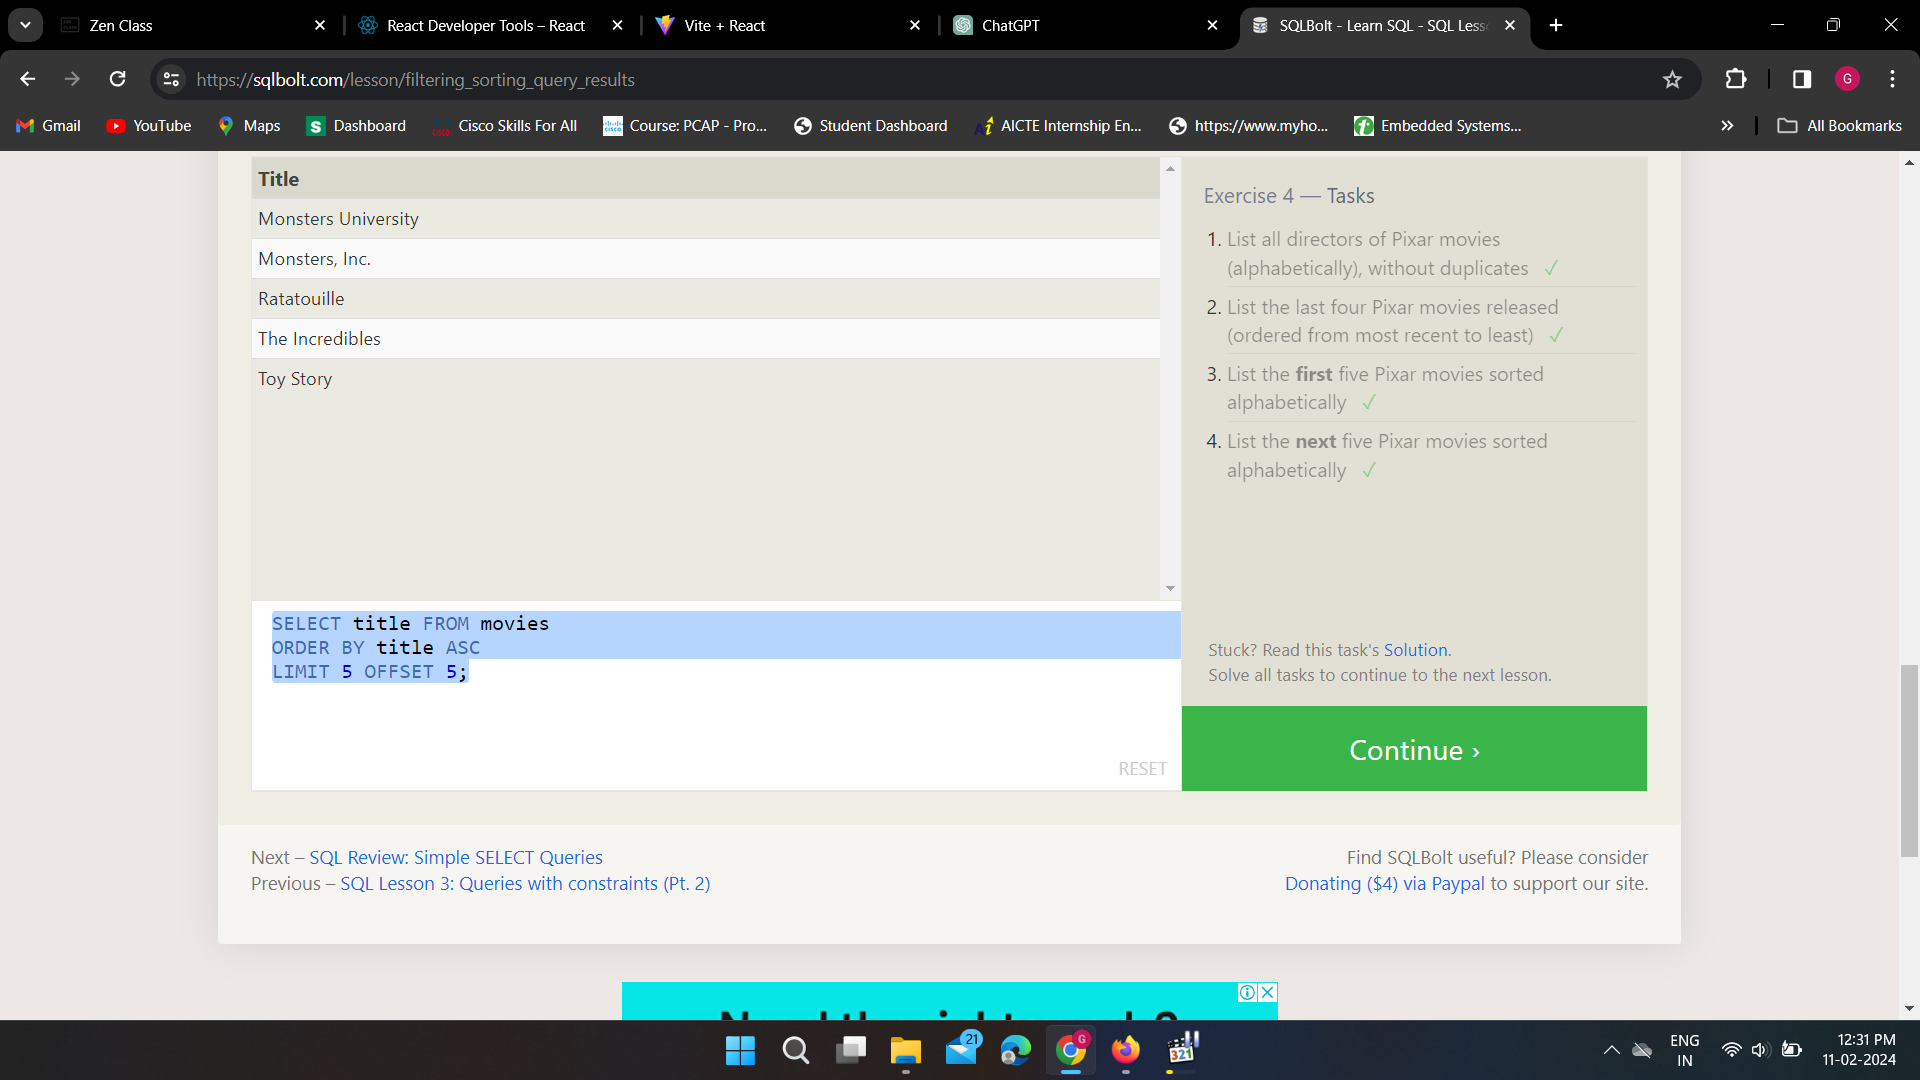 Zen Class
React Developer Tools – React
Vite + React
ChatGPT
SQLBolt - Learn SQL - SQL Less
https://sqlbolt.com/lesson/filtering_sorting_query_results
G
Gmail
YouTube
Maps
S Dashboard
Cisco Skills For All
Course: PCAP - Pro...
Student Dashboard
AICTE Internship En...
https://www.myho...
Embedded Systems...
All Bookmarks
Title
Monsters University
Monsters, Inc.
Ratatouille
The Incredibles
Toy Story
SELECT title FROM movies
ORDER BY title ASC
LIMIT 5 OFFSET 5;
RESET
Exercise 4 — Tasks
1. List all directors of Pixar movies
(alphabetically), without duplicates ✓
2. List the last four Pixar movies released
(ordered from most recent to least) ✓
3. List the first five Pixar movies sorted
alphabetically ✓
4. List the next five Pixar movies sorted
alphabetically ✓
Stuck? Read this task's Solution.
Solve all tasks to continue to the next lesson.
Continue ›
Next – SQL Review: Simple SELECT Queries
Previous – SQL Lesson 3: Queries with constraints (Pt. 2)
Find SQLBolt useful? Please consider
Donating ($4) via Paypal to support our site.
21
G
321
ENG
IN
12:31 PM
11-02-2024